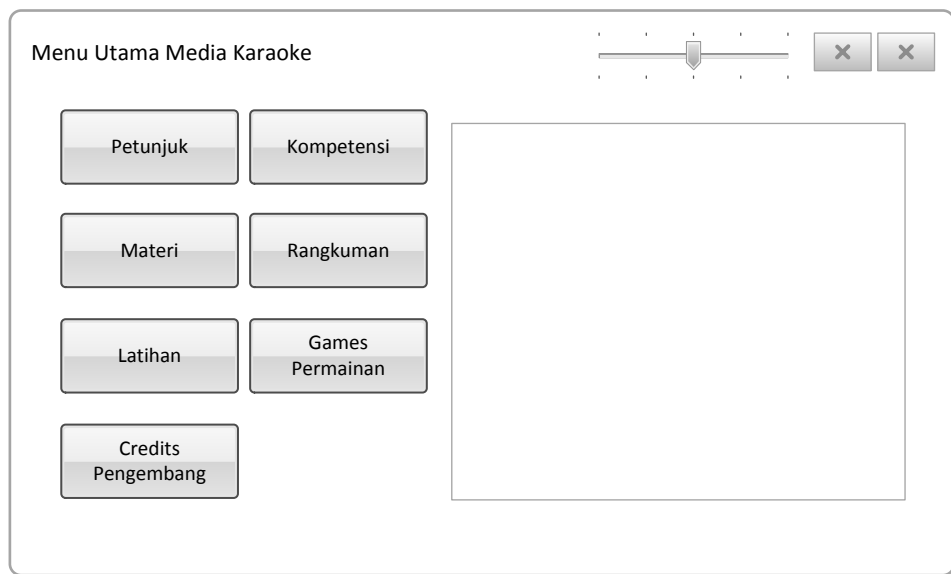 Menu Utama Media Karaoke
Petunjuk
Kompetensi
Materi
Rangkuman
Latihan
Games
Permainan
Credits
Pengembang